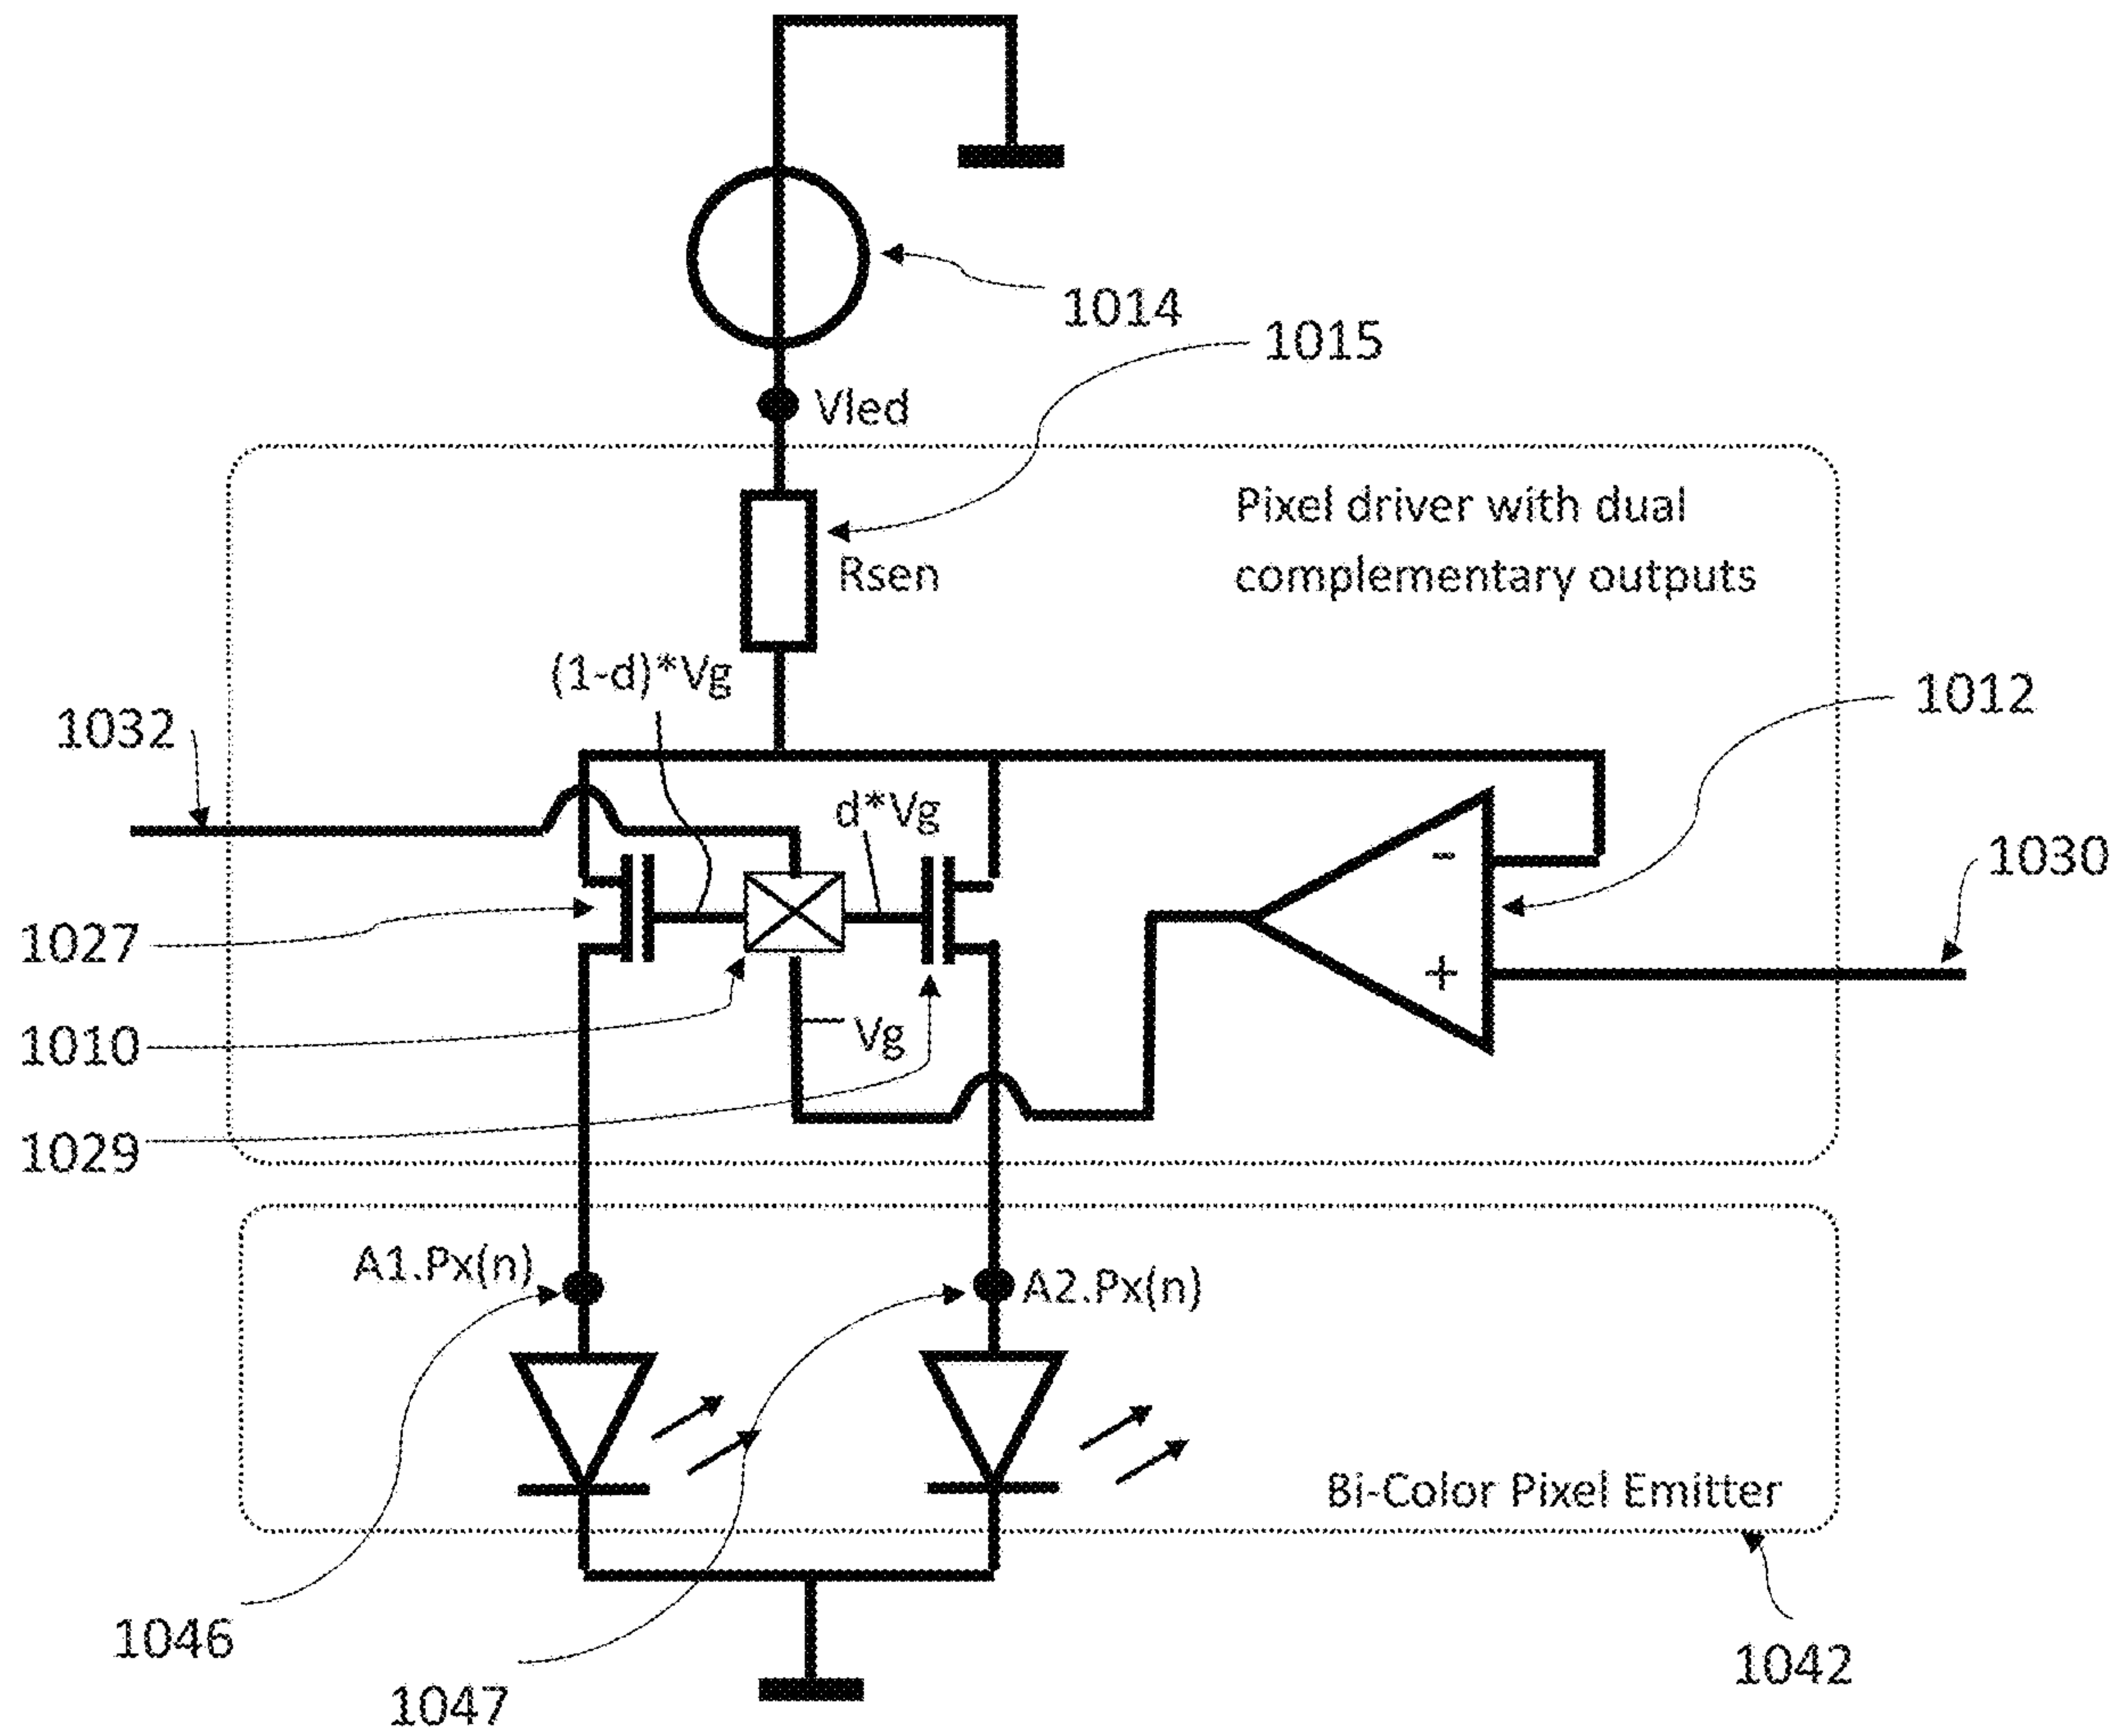 1014
1015
Vled
Pixel driver with dual
complementary outputs
Rsen
(1-d)*Vg
1032
1012
d*Vg
-
1030
1027
+
1010
Vg
1029
A1.Px(n)
A2.Px(n)
Bi-Color Pixel Emitter
1046
1047
1042